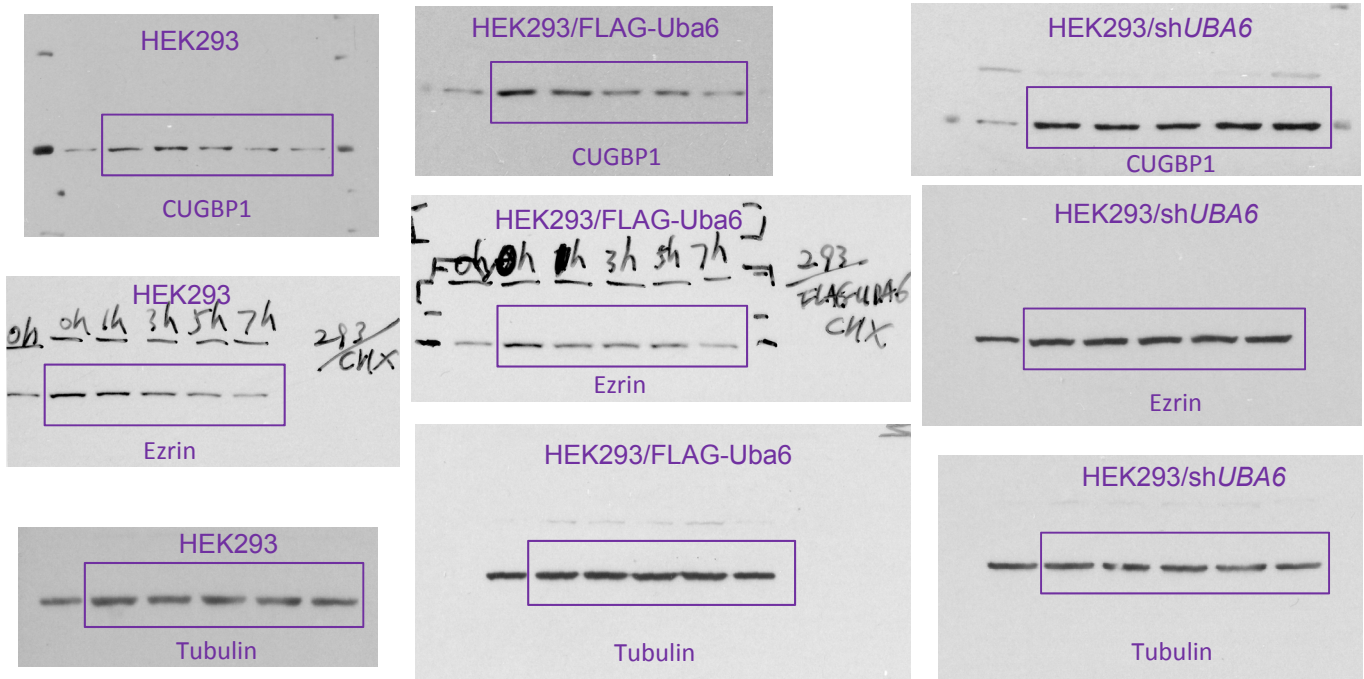 HEK293
CUGBP1
HEK293/FLAG-Uba6
CUGBP1
HEK293/shUBA6
CUGBP1
HEK293
0h 0h 1h 3h 5h 7h
293/CHX
Ezrin
HEK293/FLAG-Uba6
0h 0h 1h 3h 5h 7h
293/
FLAG-UBA6
CHX
Ezrin
HEK293/shUBA6
Ezrin
HEK293
Tubulin
HEK293/FLAG-Uba6
Tubulin
HEK293/shUBA6
Tubulin